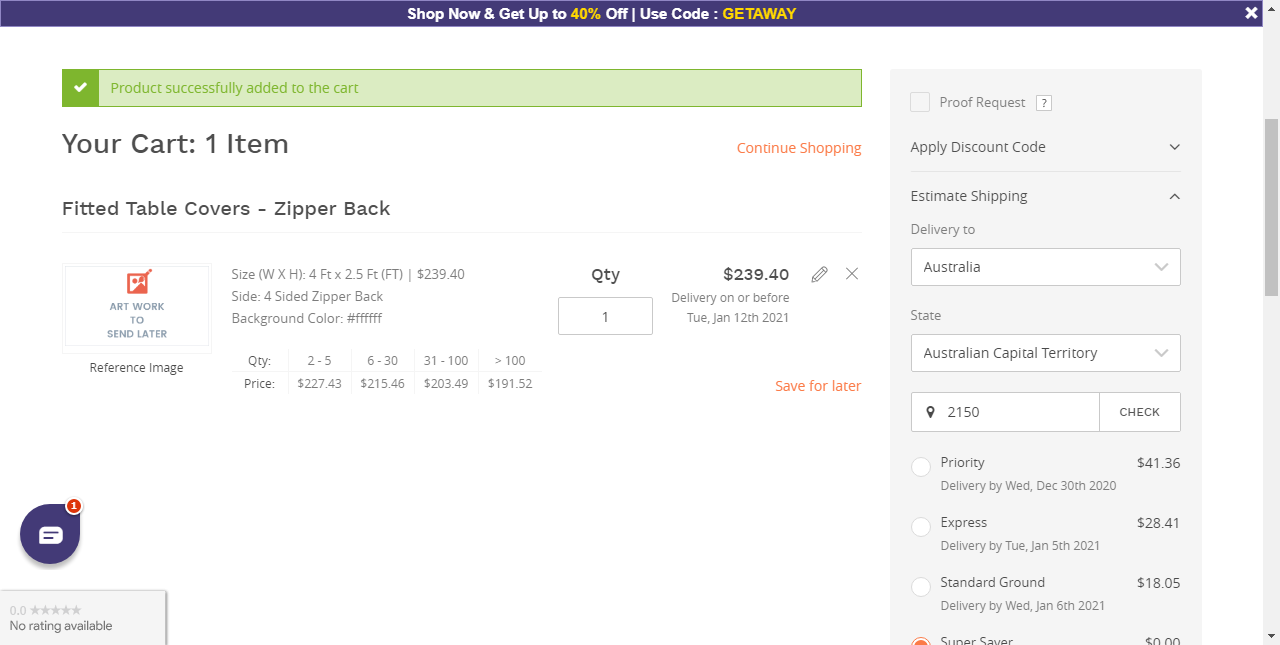 Shop Now & Get Up to 40% Off | Use Code : GETAWAY
Product successfully added to the cart
Your Cart: 1 Item
Continue Shopping
Fitted Table Covers - Zipper Back
ART WORK
TO
SEND LATER
Reference Image
Size (W X H): 4 Ft x 2.5 Ft (FT) | $239.40
Side: 4 Sided Zipper Back
Background Color: #ffffff
Qty: 2 - 5 6 - 30 31 - 100 > 100
Price: $227.43 $215.46 $203.49 $191.52
Qty
1
$239.40
Delivery on or before
Tue, Jan 12th 2021
Save for later
Proof Request ?
Apply Discount Code
Estimate Shipping
Delivery to
Australia
State
Australian Capital Territory
2150 CHECK
Priority $41.36
Delivery by Wed, Dec 30th 2020
Express $28.41
Delivery by Tue, Jan 5th 2021
Standard Ground $18.05
Delivery by Wed, Jan 6th 2021
Super Saver $0.00
1
0.0
No rating available